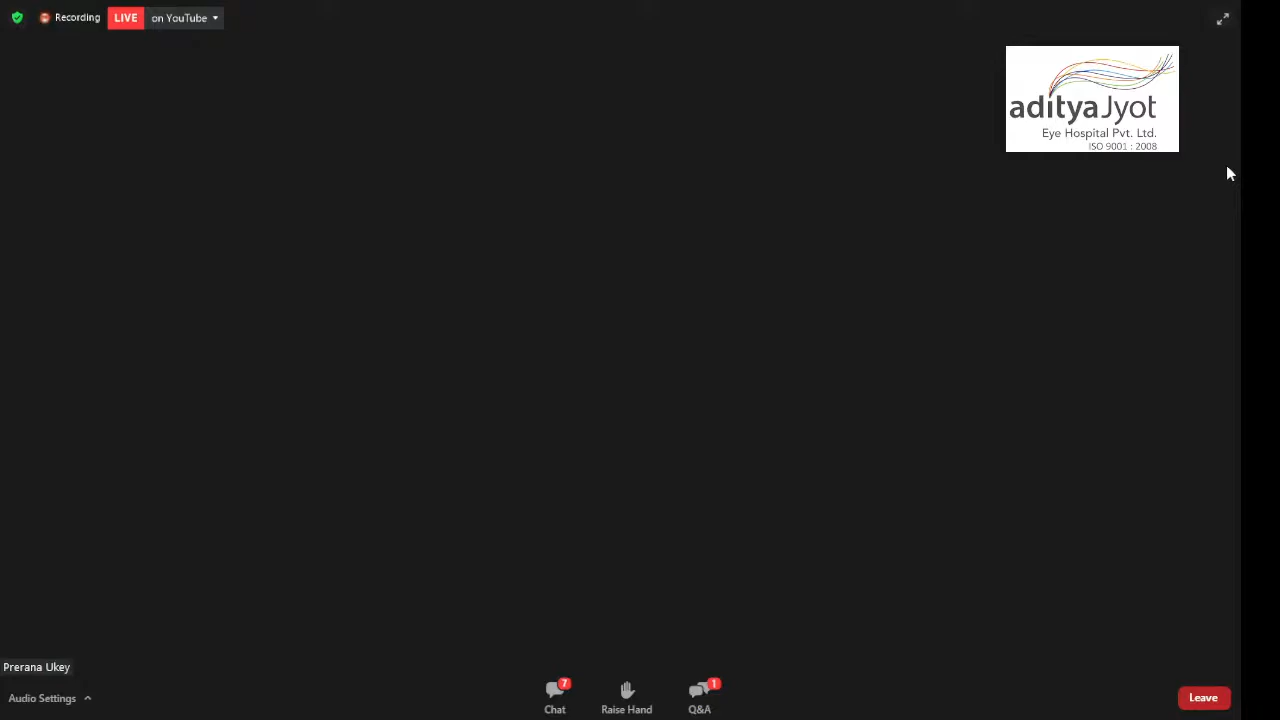 Recording
LIVE on YouTube
adityaJyot
Eye Hospital Pvt. Ltd.
ISO 9001 : 2008
Prerana Ukey
Audio Settings
7
Chat
Raise Hand
1
Q&A
Leave